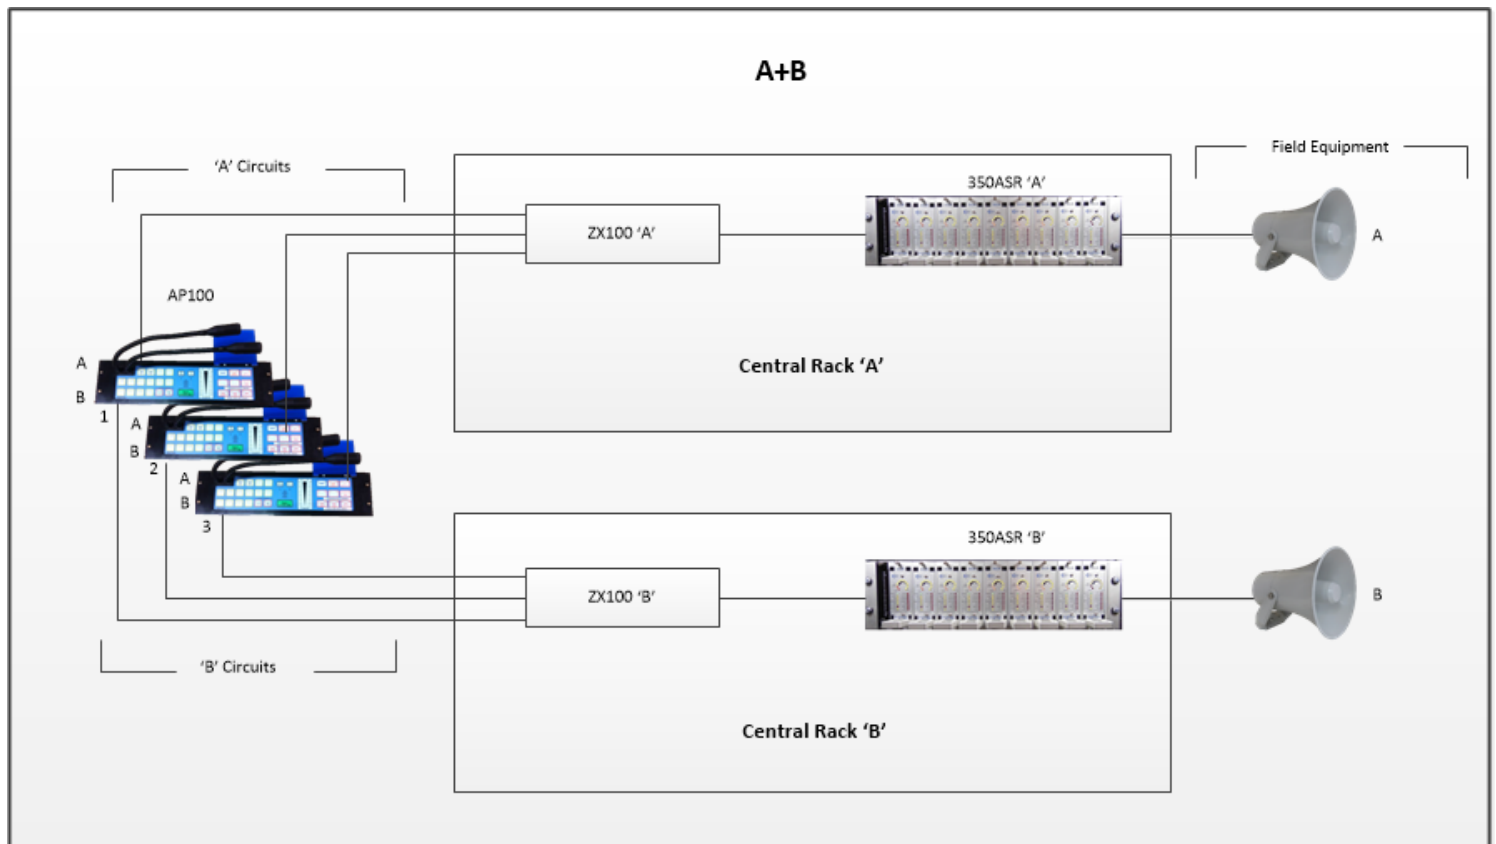 A+B
‘A’ Circuits
Field Equipment
350ASR ‘A’
ZX100 ‘A’
A
AP100
Central Rack ‘A’
A
B
1
A
B
2
A
B
3
350ASR ‘B’
ZX100 ‘B’
B
‘B’ Circuits
Central Rack ‘B’